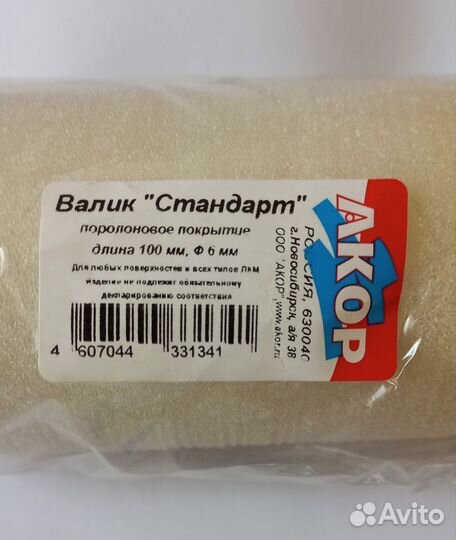 Валик "Стандарт"
поролоновое покрытие
длина 100 мм, Ф 6 мм
Для любых поверхностей и всех типов ЛКМ
изделие не подлежит обязательному
декларированию соответствия
4 607044 331341
РОССИЯ, 630040
г.Новосибирск, а/я 38
ООО "АКОР",www.akor.ru
АКОР
Avito